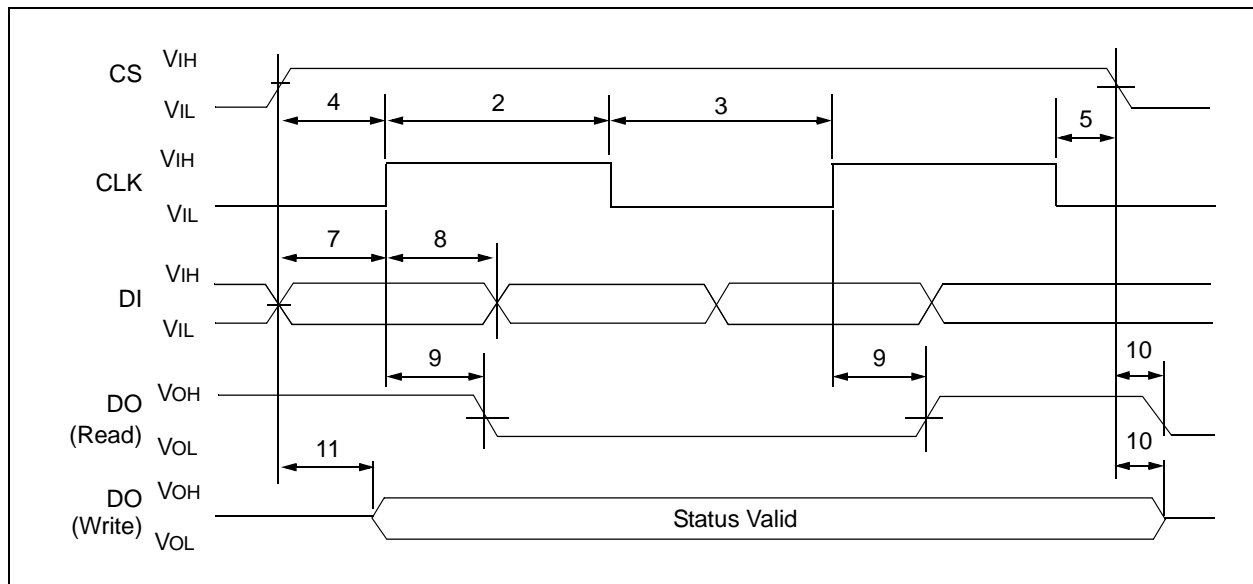 CS
VIH
VIL
4
2
3
5
CLK
VIH
VIL
7
8
DI
VIH
VIL
9
9
10
DO
(Read)
VOH
VOL
11
10
DO
(Write)
VOH
VOL
Status Valid